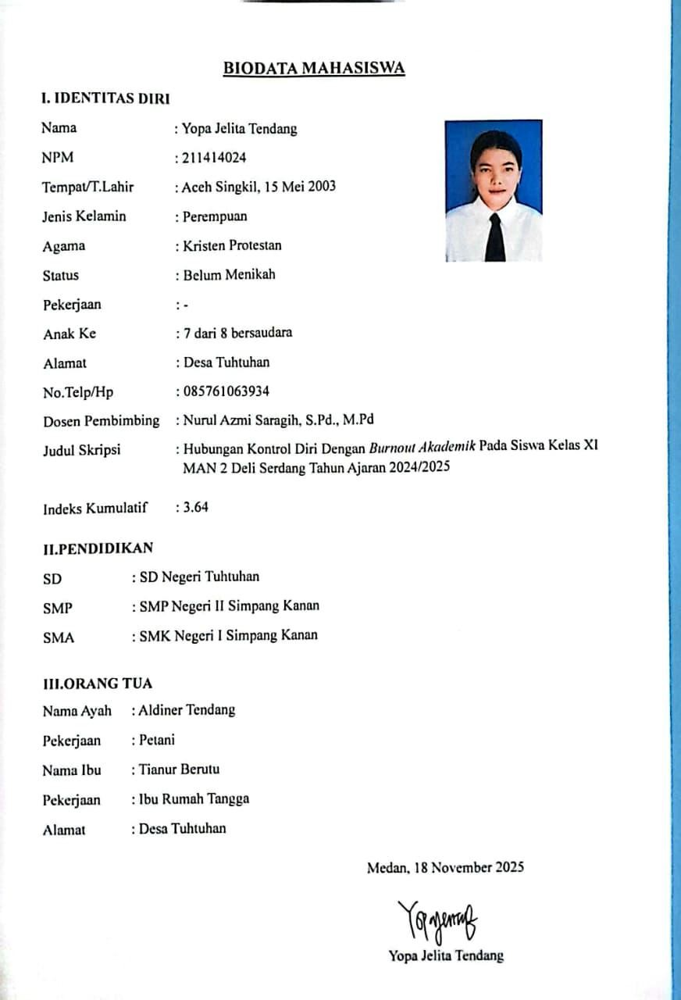 BIODATA MAHASISWA
I. IDENTITAS DIRI
Nama : Yopa Jelita Tendang
NPM : 211414024
Tempat/T.Lahir : Aceh Singkil, 15 Mei 2003
Jenis Kelamin : Perempuan
Agama : Kristen Protestan
Status : Belum Menikah
Pekerjaan : -
Anak Ke : 7 dari 8 bersaudara
Alamat : Desa Tuhtuhan
No.Telp/Hp : 085761063934
Dosen Pembimbing : Nurul Azmi Saragih, S.Pd., M.Pd
Judul Skripsi : Hubungan Kontrol Diri Dengan Burnout Akademik Pada Siswa Kelas XI
MAN 2 Deli Serdang Tahun Ajaran 2024/2025
Indeks Kumulatif : 3.64
II.PENDIDIKAN
SD : SD Negeri Tuhtuhan
SMP : SMP Negeri II Simpang Kanan
SMA : SMK Negeri I Simpang Kanan
III.ORANG TUA
Nama Ayah : Aldiner Tendang
Pekerjaan : Petani
Nama Ibu : Tianur Berutu
Pekerjaan : Ibu Rumah Tangga
Alamat : Desa Tuhtuhan
Medan, 18 November 2025
Yopa Jelita Tendang